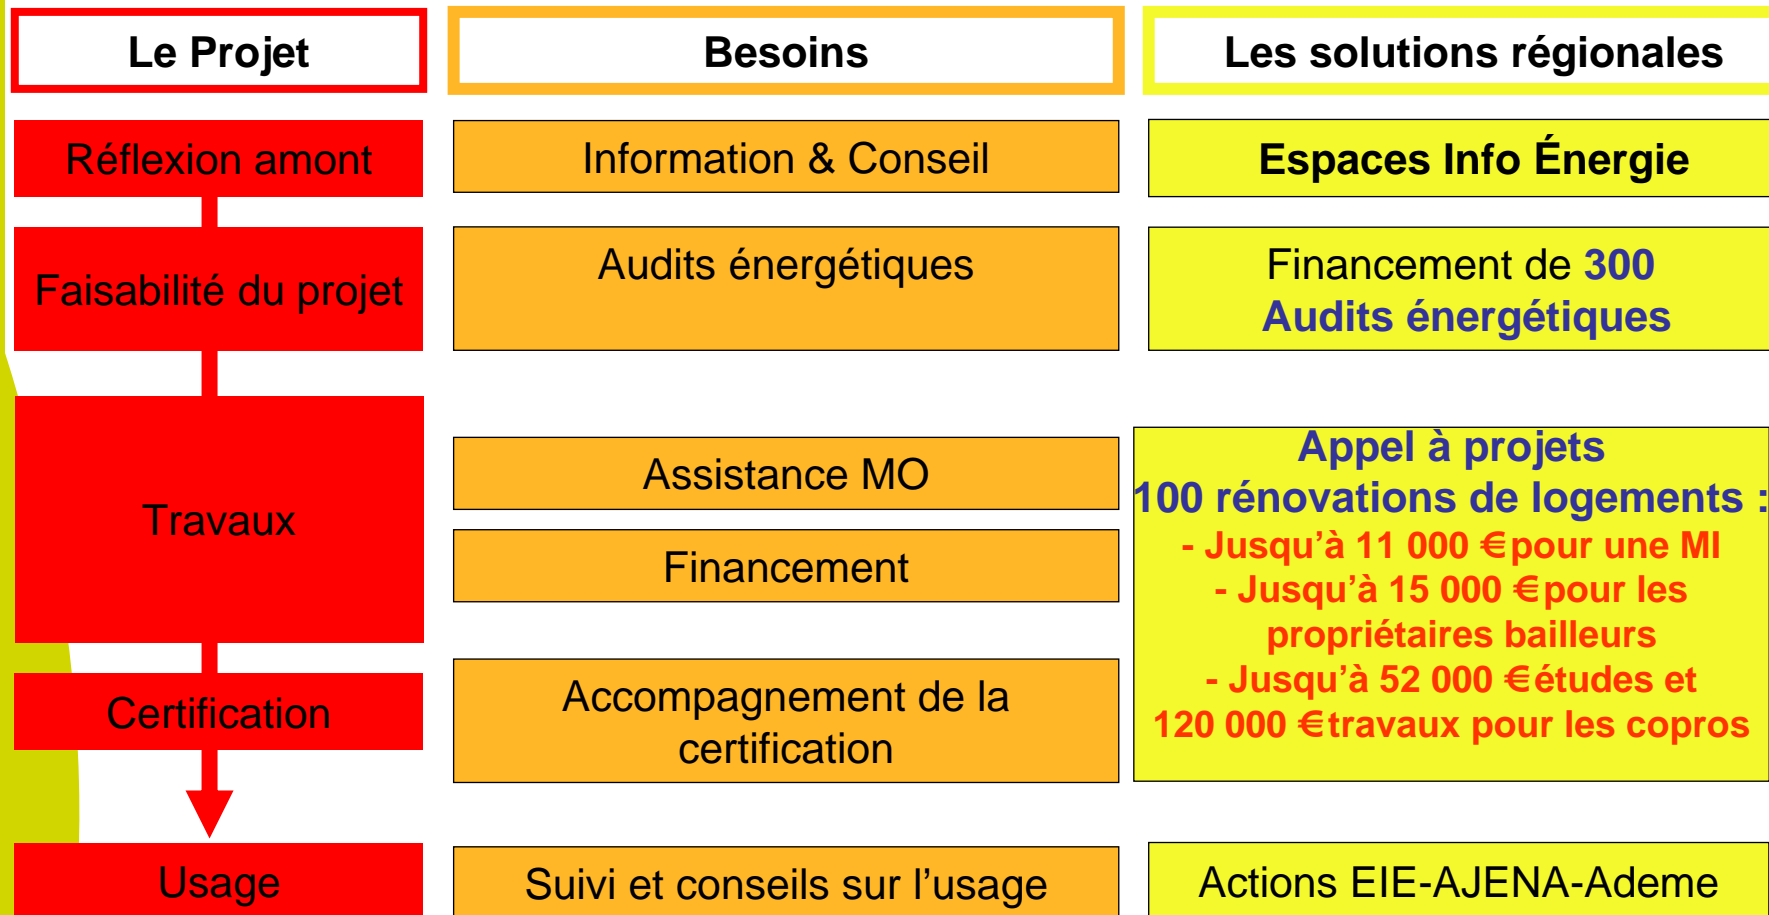 Le Projet
Besoins
Les solutions régionales
Réflexion amont
Information & Conseil
Espaces Info Énergie
Faisabilité du projet
Audits énergétiques
Financement de 300
Audits énergétiques
Travaux
Assistance MO
Financement
Appel à projets
100 rénovations de logements :
- Jusqu’à 11 000 € pour une MI
- Jusqu’à 15 000 € pour les
propriétaires bailleurs
- Jusqu’à 52 000 € études et
120 000 € travaux pour les copros
Certification
Accompagnement de la
certification
Usage
Suivi et conseils sur l’usage
Actions EIE-AJENA-Ademe